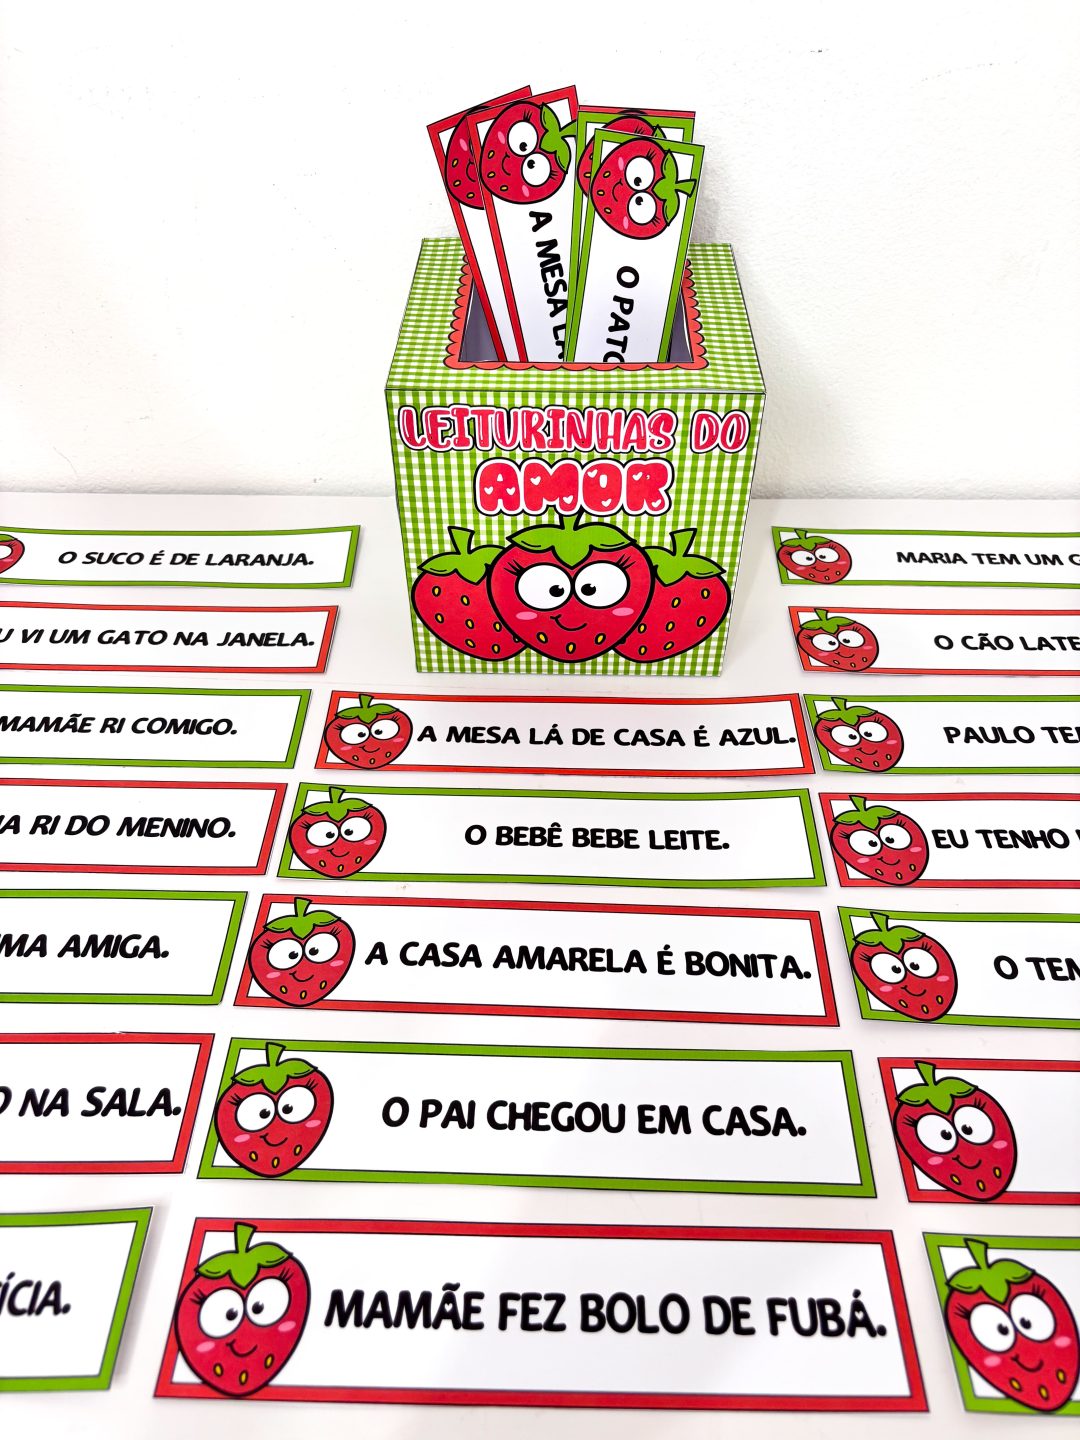 A MESA
O PATO
LEITURINHAS DO
AMOR
O SUCO É DE LARANJA.
VI UM GATO NA JANELA.
MAMÃE RI COMIGO.
RI DO MENINO.
AMIGA.
NA SALA.
A MESA LÁ DE CASA É AZUL.
O BEBÊ BEBE LEITE.
A CASA AMARELA É BONITA.
O PAI CHEGOU EM CASA.
MAMÃE FEZ BOLO DE FUBÁ.
MARIA TEM UM
O CÃO LATE
PAULO
EU TENHO
O